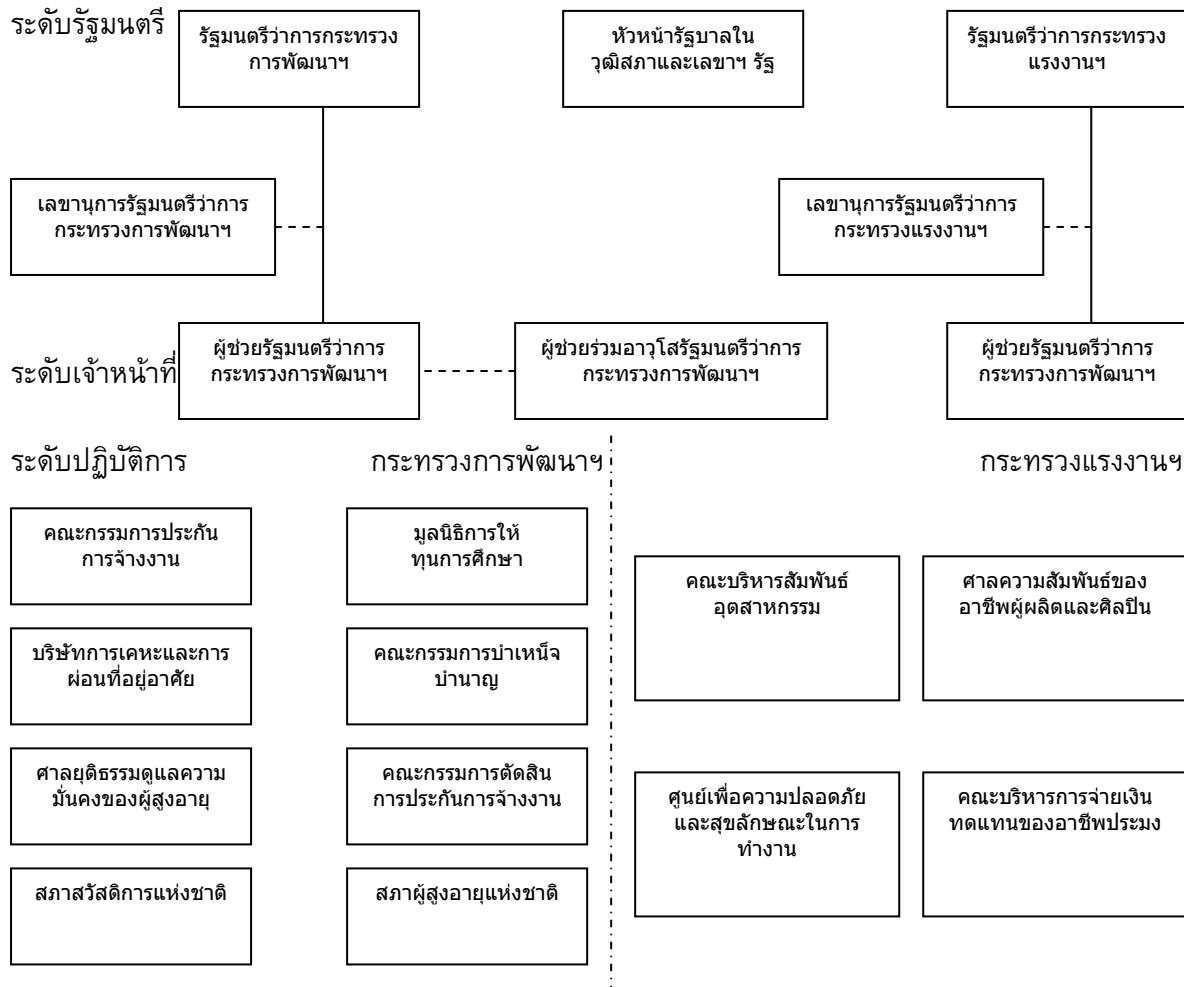 ระดับรัฐมนตรี
รัฐมนตรีว่าการกระทรวง
การพัฒนาฯ
หัวหน้ารัฐบาลใน
วุฒิสภาและเลขาฯ รัฐ
รัฐมนตรีว่าการกระทรวง
แรงงานฯ
เลขานุการรัฐมนตรีว่าการ
กระทรวงการพัฒนาฯ
เลขานุการรัฐมนตรีว่าการ
กระทรวงแรงงานฯ
ระดับเจ้าหน้าที่
ผู้ช่วยรัฐมนตรีว่าการ
กระทรวงการพัฒนาฯ
ผู้ช่วยร่วมอาวุโสรัฐมนตรีว่าการ
กระทรวงการพัฒนาฯ
ผู้ช่วยรัฐมนตรีว่าการ
กระทรวงการพัฒนาฯ
ระดับปฏิบัติการ
กระทรวงการพัฒนาฯ
กระทรวงแรงงานฯ
คณะกรรมการประกัน
การจ้างงาน
มูลนิธิการให้
ทุนการศึกษา
คณะบริหารสัมพันธ์
อุตสาหกรรม
ศาลความสัมพันธ์ของ
อาชีพผู้ผลิตและศิลปิน
บริษัทการเคหะและการ
ผ่อนที่อยู่อาศัย
คณะกรรมการบำเหน็จ
บำนาญ
ศาลยุติธรรมดูแลความ
มั่นคงของผู้สูงอายุ
คณะกรรมการตัดสิน
การประกันการจ้างงาน
ศูนย์เพื่อความปลอดภัย
และสุขลักษณะในการ
ทำงาน
คณะบริหารการจ่ายเงิน
ทดแทนของอาชีพประมง
สภาสวัสดิการแห่งชาติ
สภาผู้สูงอายุแห่งชาติ